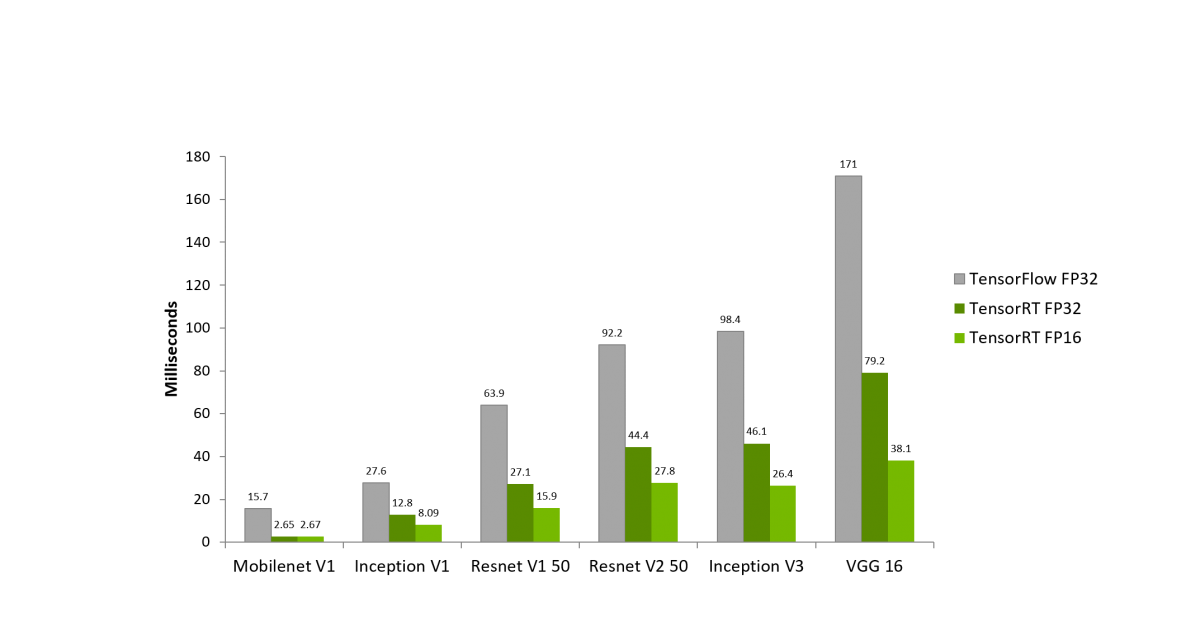 180
160
140
120
100
80
60
40
20
0
Milliseconds
15.7
2.65
2.67
27.6
12.8
8.09
63.9
27.1
15.9
92.2
44.4
27.8
98.4
46.1
26.4
171
79.2
38.1
Mobilenet V1
Inception V1
Resnet V1 50
Resnet V2 50
Inception V3
VGG 16
TensorFlow FP32
TensorRT FP32
TensorRT FP16